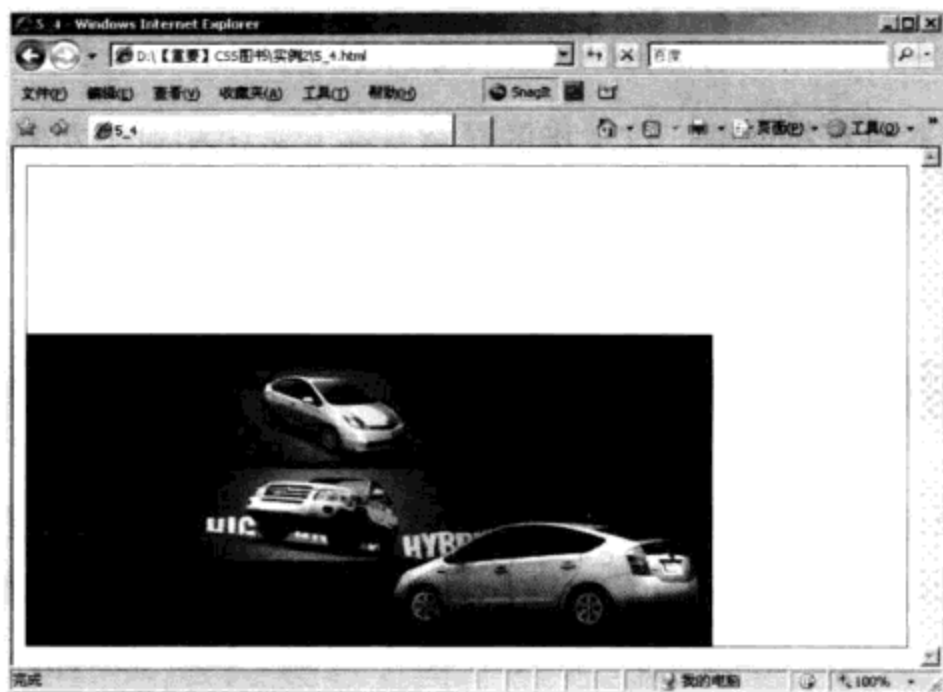 5_4 - Windows Internet Explorer
D:\【重要】CSS图书\实例2\5_4.html
百度
文件(F) 编辑(E) 查看(V) 收藏夹(A) 工具(T) 帮助(H) SnagIt
5_4 页面(P) 工具(O)
HYBR
完成 我的电脑 100%